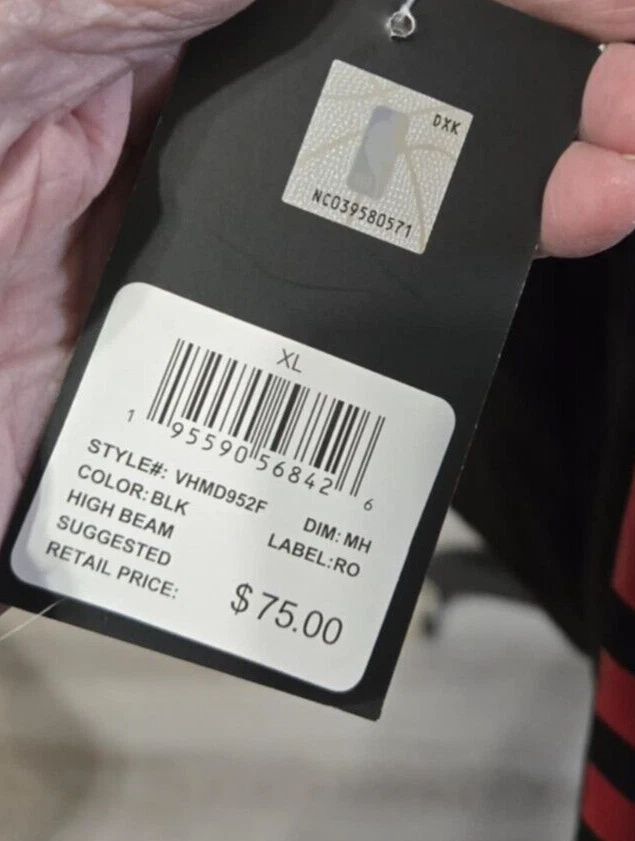 DXK
NC039580571
XL
1 95590 56842 6
STYLE#: VHMD952F
COLOR: BLK
DIM: MH
HIGH BEAM
LABEL:RO
SUGGESTED
RETAIL PRICE:
$75.00